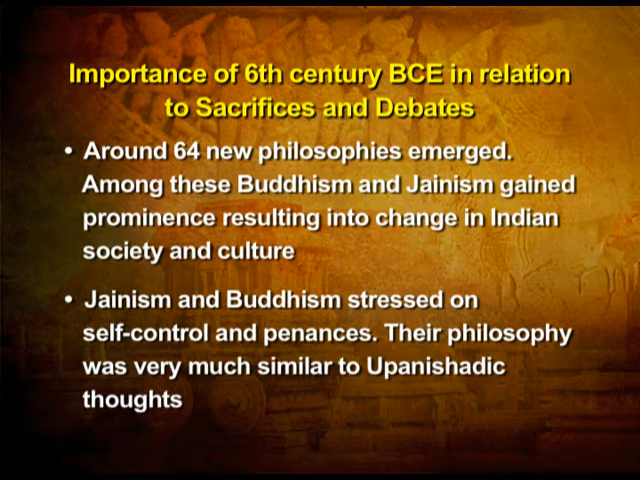 Importance of 6th century BCE in relation
to Sacrifices and Debates
• Around 64 new philosophies emerged.
Among these Buddhism and Jainism gained
prominence resulting into change in Indian
society and culture
• Jainism and Buddhism stressed on
self-control and penances. Their philosophy
was very much similar to Upanishadic
thoughts